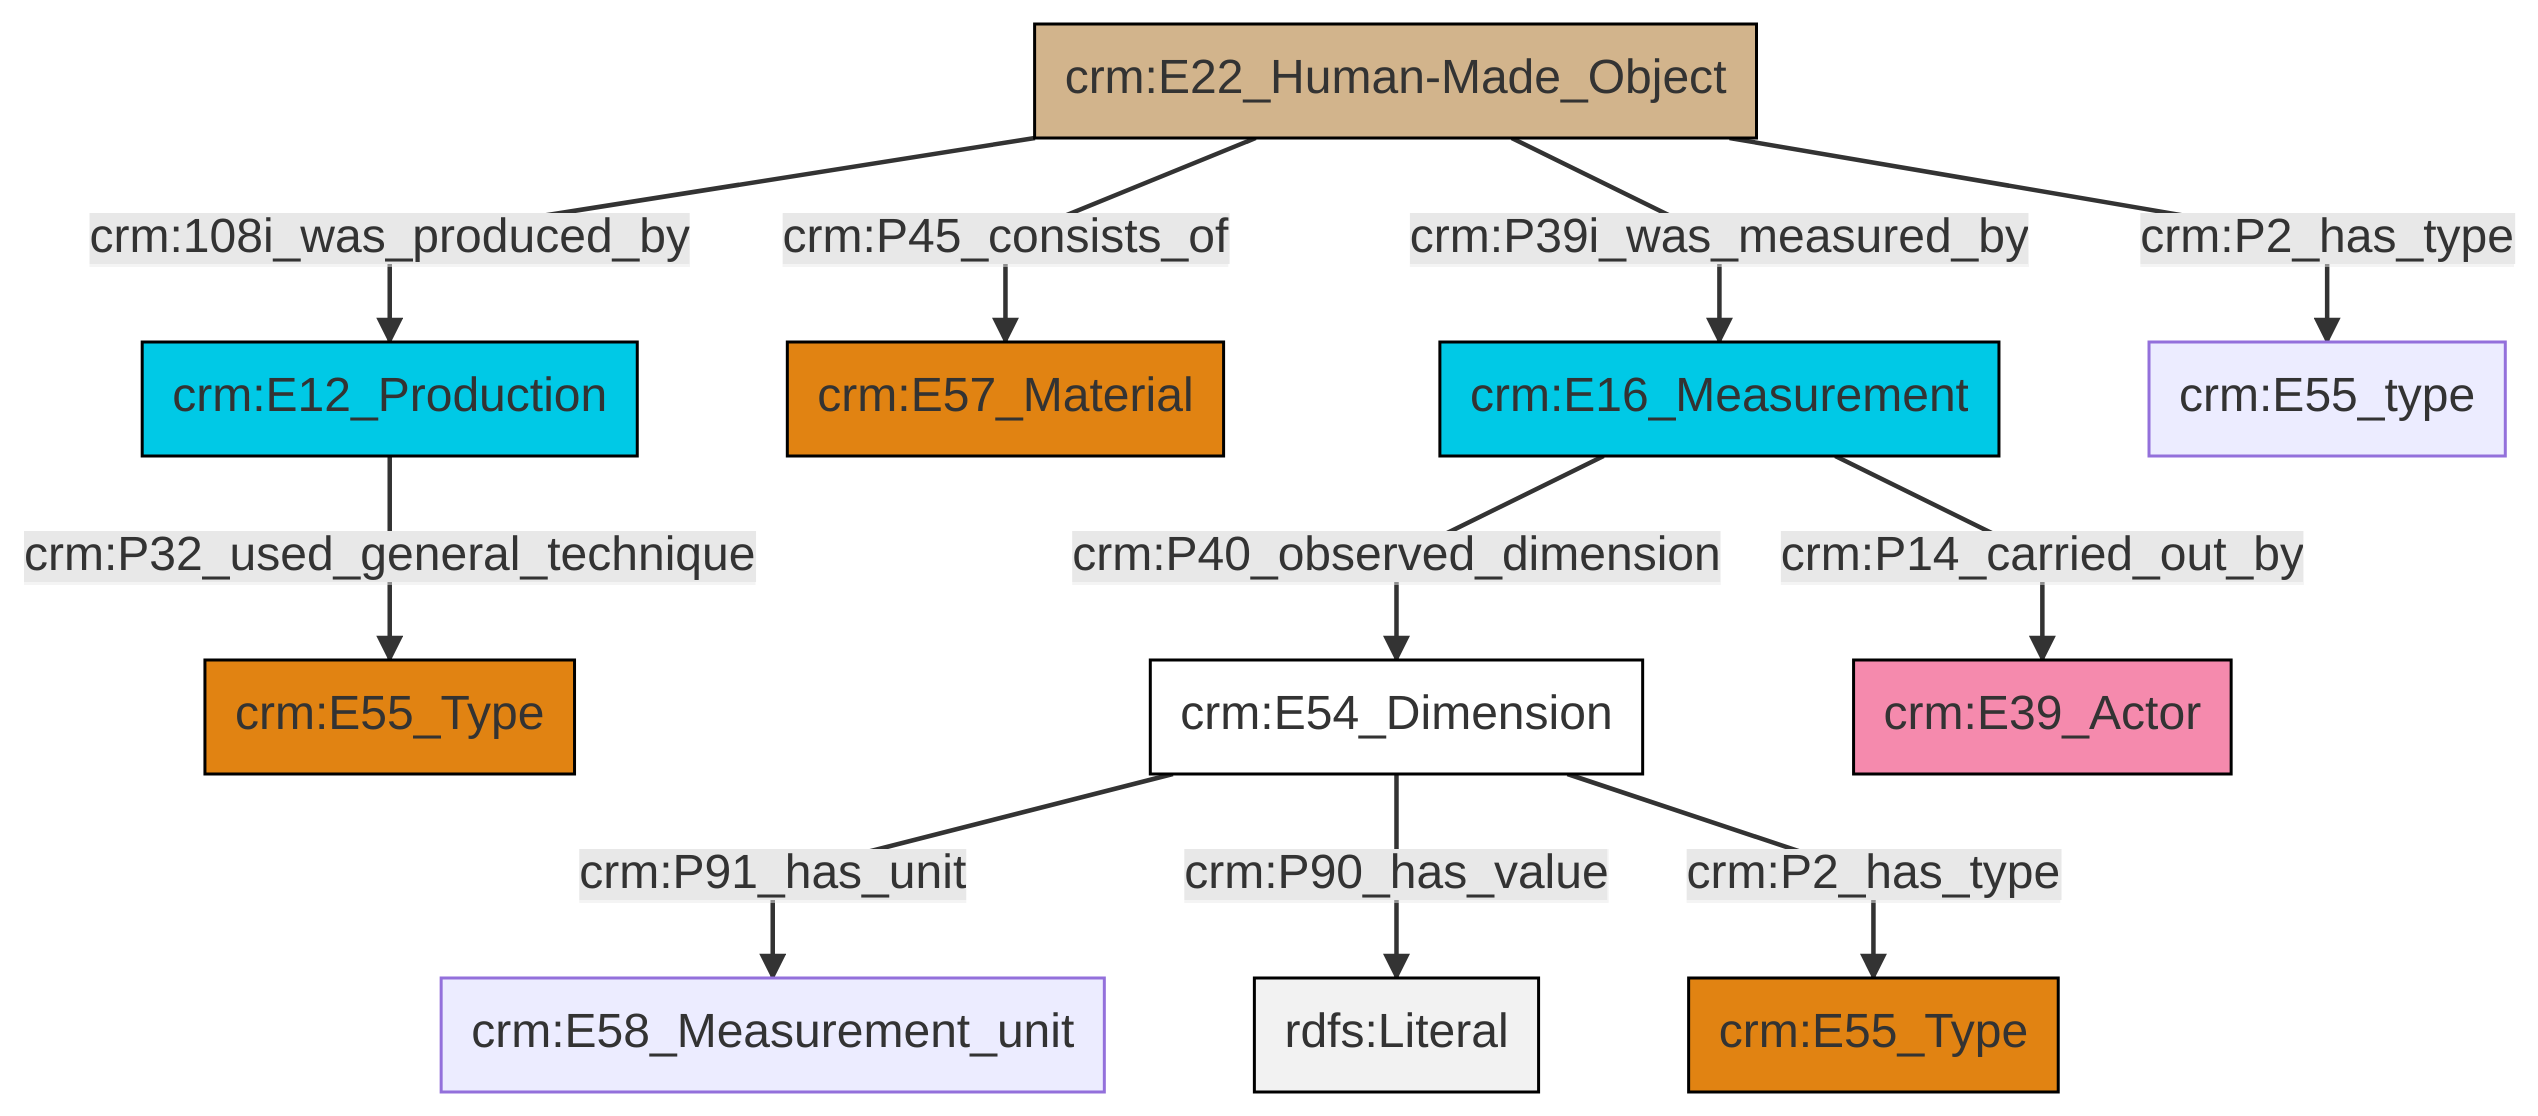 crm:E22_Human-Made_Object
crm:108i_was_produced_by
crm:P45_consists_of
crm:P39i_was_measured_by
crm:P2_has_type
crm:E12_Production
crm:E57_Material
crm:E16_Measurement
crm:E55_type
crm:P32_used_general_technique
crm:P40_observed_dimension
crm:P14_carried_out_by
crm:E55_Type
crm:E54_Dimension
crm:E39_Actor
crm:P91_has_unit
crm:P90_has_value
crm:P2_has_type
crm:E58_Measurement_unit
rdfs:Literal
crm:E55_Type